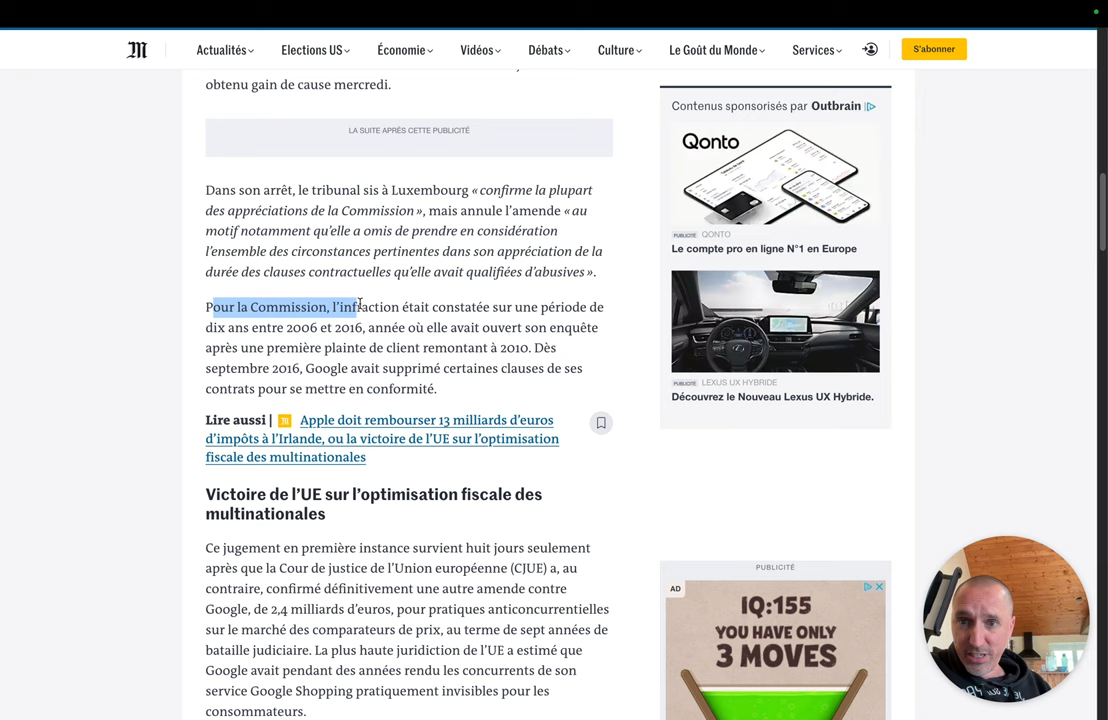 Actualités
Elections US
Économie
Vidéos
Débats
Culture
Le Goût du Monde
Services
S'abonner
obtenu gain de cause mercredi.
LA SUITE APRÈS CETTE PUBLICITÉ
Dans son arrêt, le tribunal sis à Luxembourg « confirme la plupart
des appréciations de la Commission », mais annule l’amende « au
motif notamment qu’elle a omis de prendre en considération
l’ensemble des circonstances pertinentes dans son appréciation de la
durée des clauses contractuelles qu’elle avait qualifiées d’abusives ».
Pour la Commission, l’infraction était constatée sur une période de
dix ans entre 2006 et 2016, année où elle avait ouvert son enquête
après une première plainte de client remontant à 2010. Dès
septembre 2016, Google avait supprimé certaines clauses de ses
contrats pour se mettre en conformité.
Lire aussi | Apple doit rembourser 13 milliards d’euros
d’impôts à l’Irlande, ou la victoire de l’UE sur l’optimisation
fiscale des multinationales
Victoire de l’UE sur l’optimisation fiscale des
multinationales
Ce jugement en première instance survient huit jours seulement
après que la Cour de justice de l’Union européenne (CJUE) a, au
contraire, confirmé définitivement une autre amende contre
Google, de 2,4 milliards d’euros, pour pratiques anticoncurrentielles
sur le marché des comparateurs de prix, au terme de sept années de
bataille judiciaire. La plus haute juridiction de l’UE a estimé que
Google avait pendant des années rendu les concurrents de son
service Google Shopping pratiquement invisibles pour les
consommateurs.
Contenus sponsorisés par Outbrain
Qonto
PUBLICITÉ QONTO
Le compte pro en ligne N°1 en Europe
PUBLICITÉ LEXUS UX HYBRIDE
Découvrez le Nouveau Lexus UX Hybride.
PUBLICITÉ
AD
IQ:155
YOU HAVE ONLY
3 MOVES